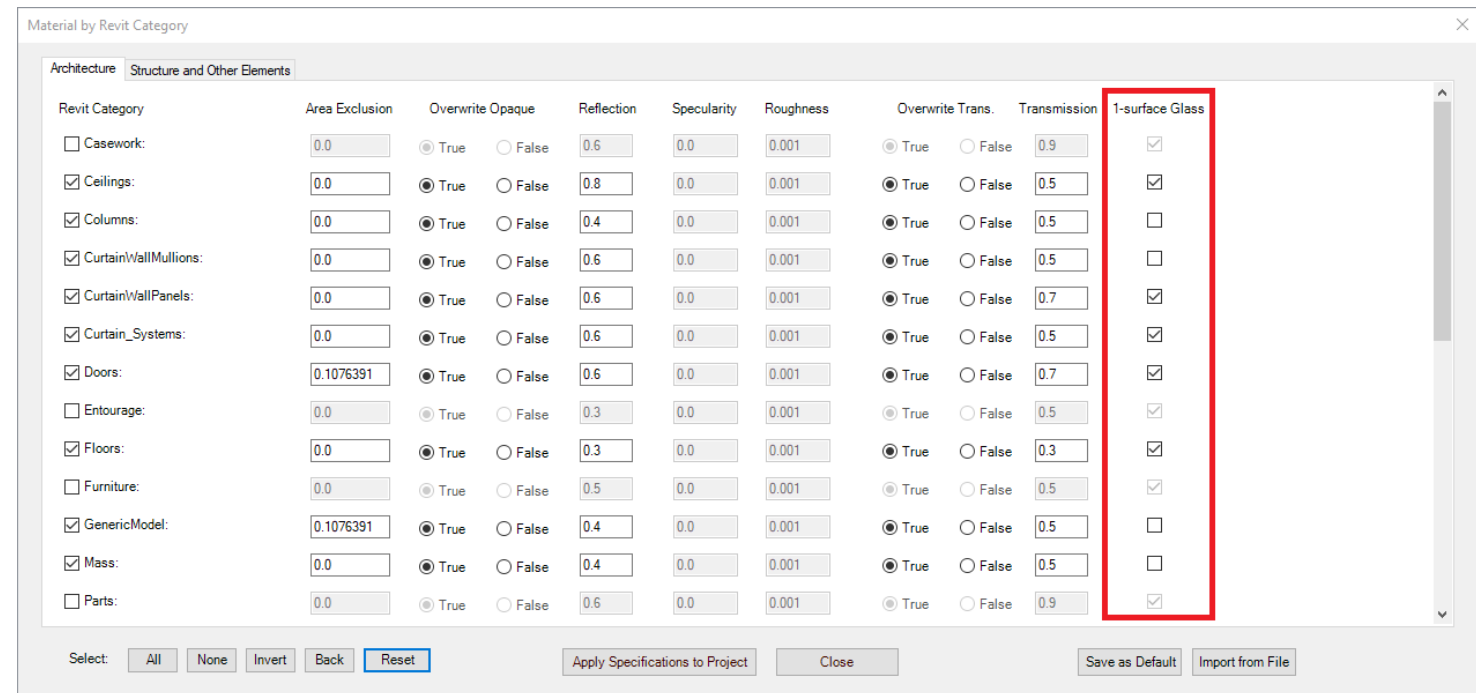 Material by Revit Category
Architecture Structure and Other Elements
Revit Category Area Exclusion Overwrite Opaque Reflection Specularity Roughness Overwrite Trans. Transmission 1-surface Glass
Casework: 0.0 True False 0.6 0.0 0.001 True False 0.9
Ceilings: 0.0 True False 0.8 0.0 0.001 True False 0.5
Columns: 0.0 True False 0.4 0.0 0.001 True False 0.5
CurtainWallMullions: 0.0 True False 0.6 0.0 0.001 True False 0.5
CurtainWallPanels: 0.0 True False 0.6 0.0 0.001 True False 0.7
Curtain_Systems: 0.0 True False 0.6 0.0 0.001 True False 0.5
Doors: 0.1076391 True False 0.6 0.0 0.001 True False 0.7
Entourage: 0.0 True False 0.3 0.0 0.001 True False 0.5
Floors: 0.0 True False 0.3 0.0 0.001 True False 0.3
Furniture: 0.0 True False 0.5 0.0 0.001 True False 0.5
GenericModel: 0.1076391 True False 0.4 0.0 0.001 True False 0.5
Mass: 0.0 True False 0.4 0.0 0.001 True False 0.5
Parts: 0.0 True False 0.6 0.0 0.001 True False 0.9
Select: All None Invert Back Reset Apply Specifications to Project Close Save as Default Import from File